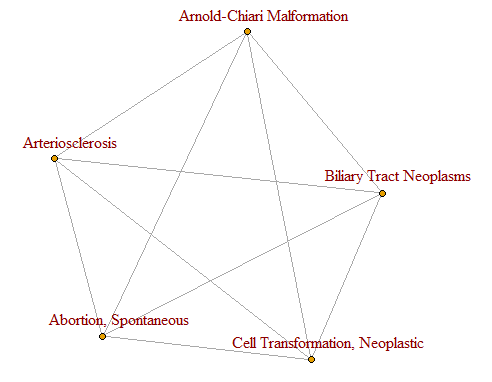 Arnold-Chiari Malformation
Arteriosclerosis
Biliary Tract Neoplasms
Abortion, Spontaneous
Cell Transformation, Neoplastic